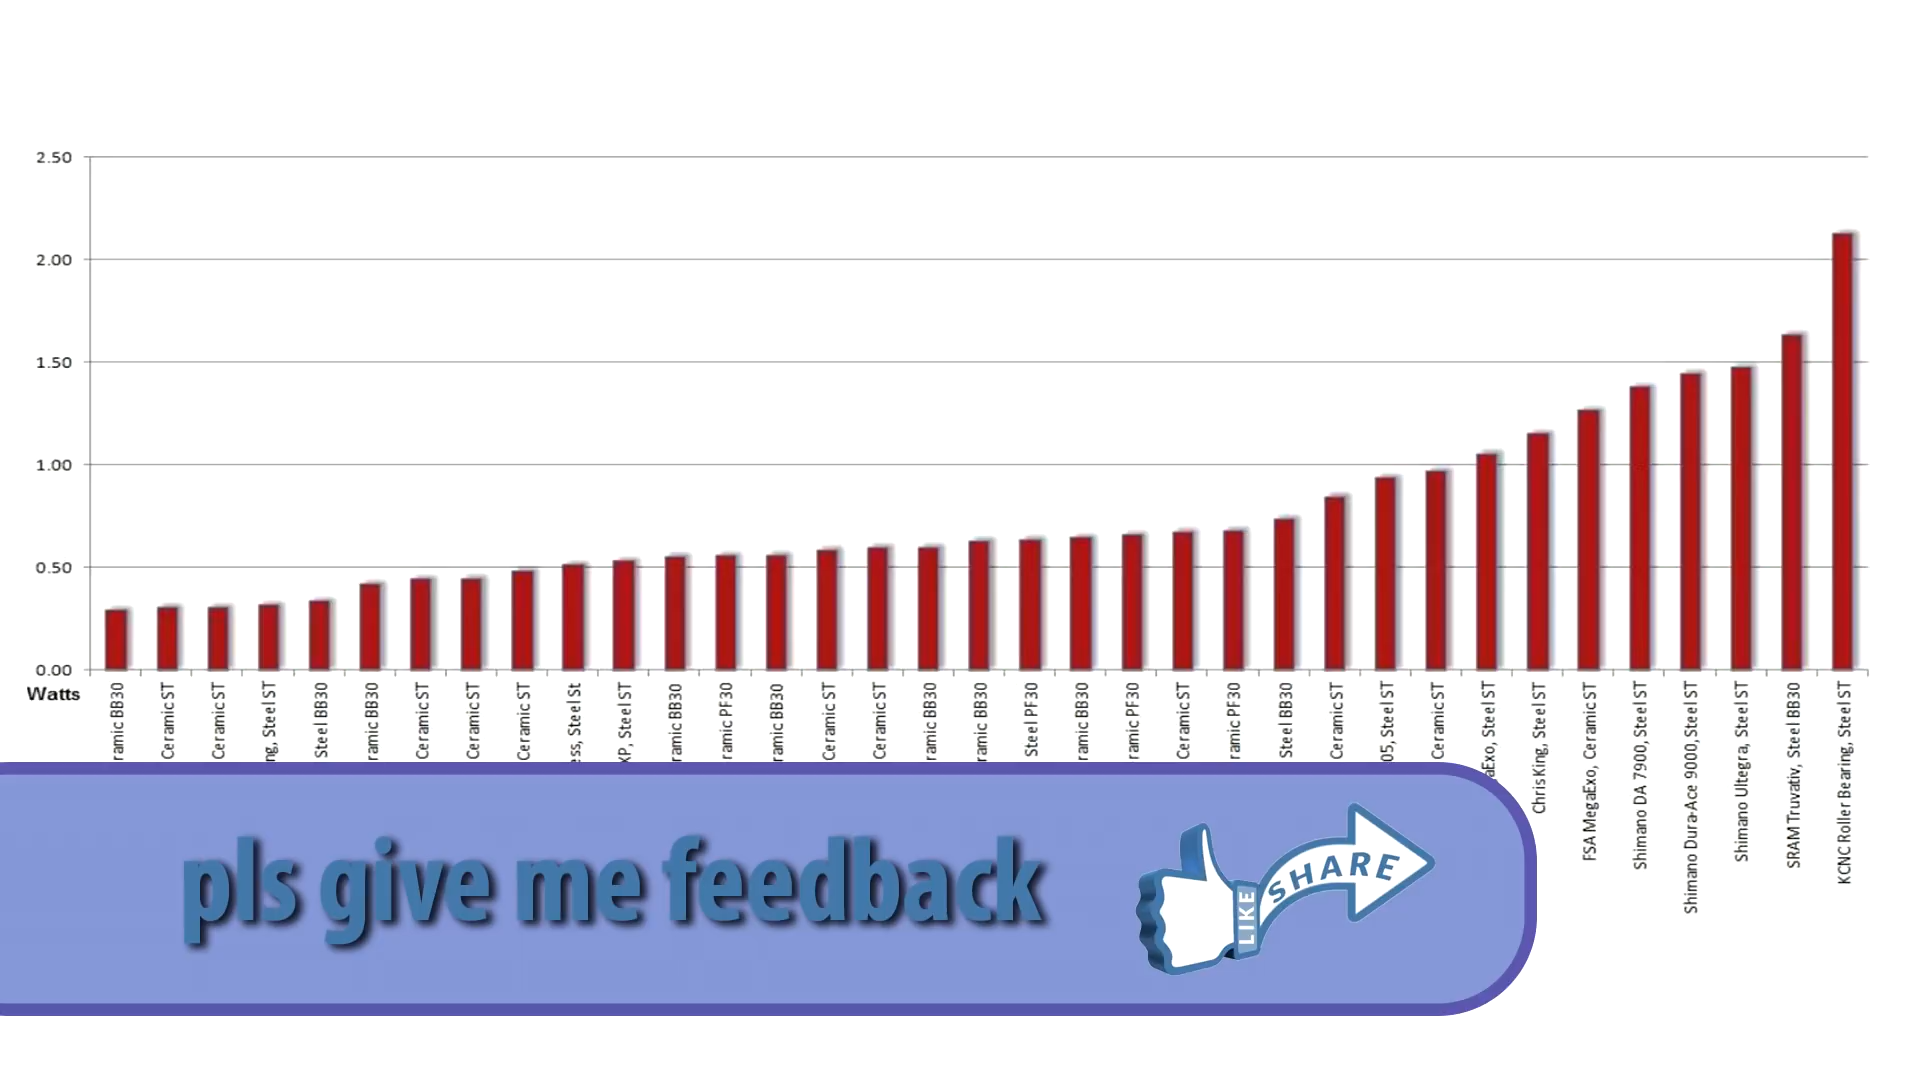 2.50
2.00
1.50
1.00
0.50
0.00
Watts
ramic BB30
Ceramic ST
Ceramic ST
ng, Steel ST
Steel BB30
ramic BB30
Ceramic ST
Ceramic ST
Ceramic ST
ess, Steel St
XP, Steel ST
ramic BB30
ramic PF30
ramic BB30
Ceramic ST
Ceramic ST
ramic BB30
ramic BB30
Steel PF30
ramic BB30
ramic PF30
Ceramic ST
ramic PF30
Steel BB30
Ceramic ST
05, Steel ST
Ceramic ST
aExo, Steel ST
Chris King, Steel ST
FSA MegaExo, Ceramic ST
Shimano DA 7900, Steel ST
Shimano Dura-Ace 9000, Steel ST
Shimano Ultegra, Steel ST
SRAM Truvativ, Steel BB30
KCNC Roller Bearing, Steel ST
pls give me feedback
LIKE
SHARE